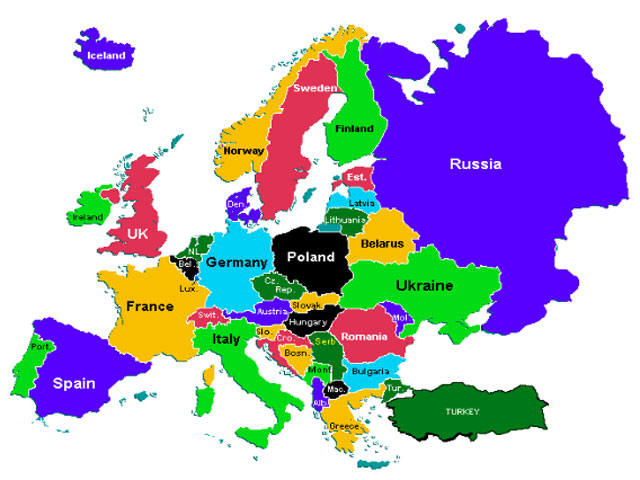 Iceland
Sweden
Finland
Norway
Russia
Est.
Den.
Latvia
Lithuania
Ireland
UK
Belarus
NL
Bel.
Germany
Poland
Cz.
Rep.
Ukraine
Lux.
France
Slovak.
Austria
Swit.
Hungary
Mol.
Italy
Slo.
Cro.
Romania
Serb
Bosn.
Port.
Spain
Mont.
Bulgaria
Mac.
Tur.
Alb.
Greece
TURKEY